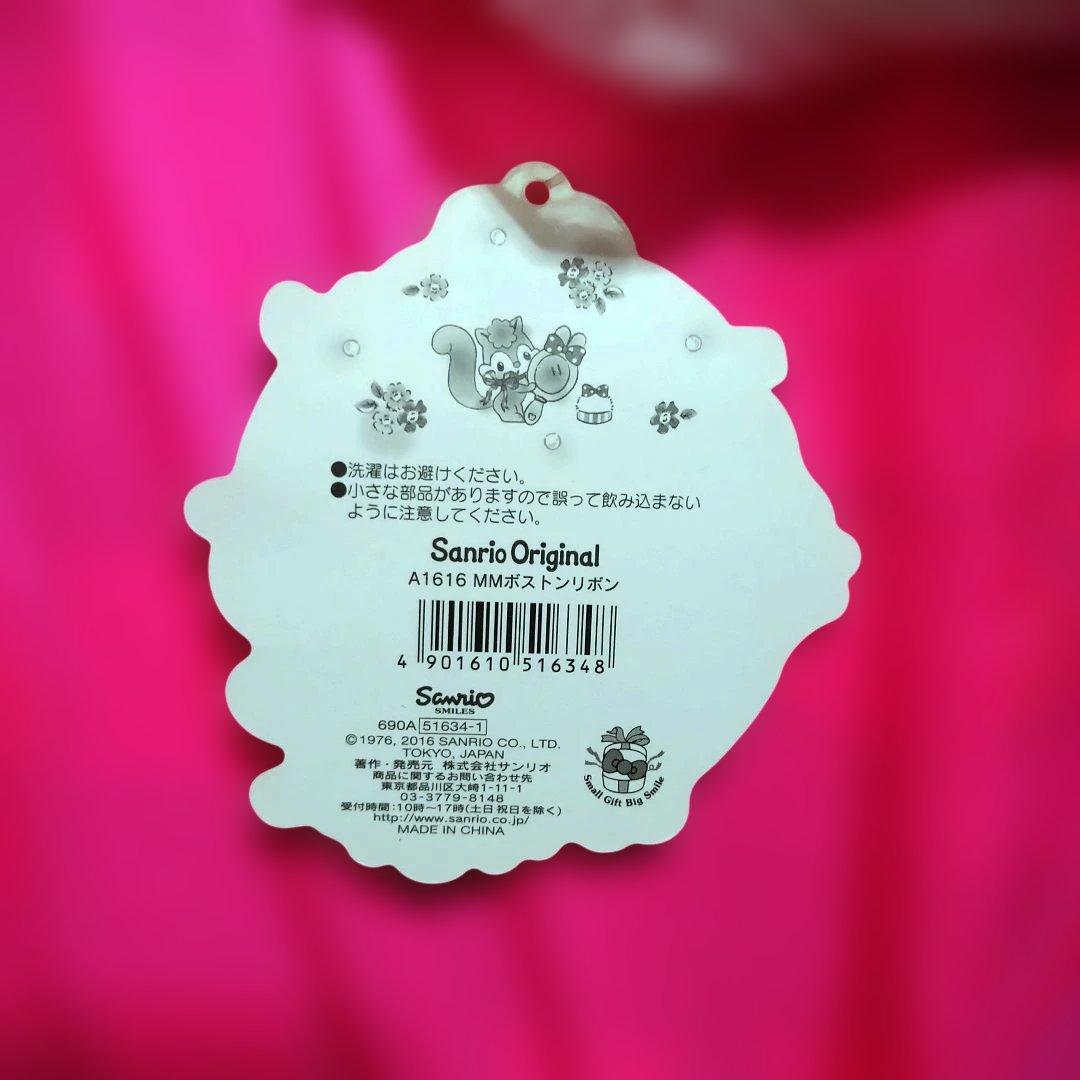 ●洗濯はお避けください。
●小さな部品がありますので誤って飲み込まない
ように注意してください。
Sanrio Original
A1616 MMボストンリボン
4 901610 516348
Sanrio
SMILES
690A 51634-1
©1976, 2016 SANRIO CO., LTD.
TOKYO, JAPAN
著作・発売元 株式会社サンリオ
商品に関するお問い合わせ先
東京都品川区大崎1-11-1
03-3779-8148
受付時間:10時〜17時(土日祝日を除く)
http://www.sanrio.co.jp/
MADE IN CHINA
Small Gift Big Smile